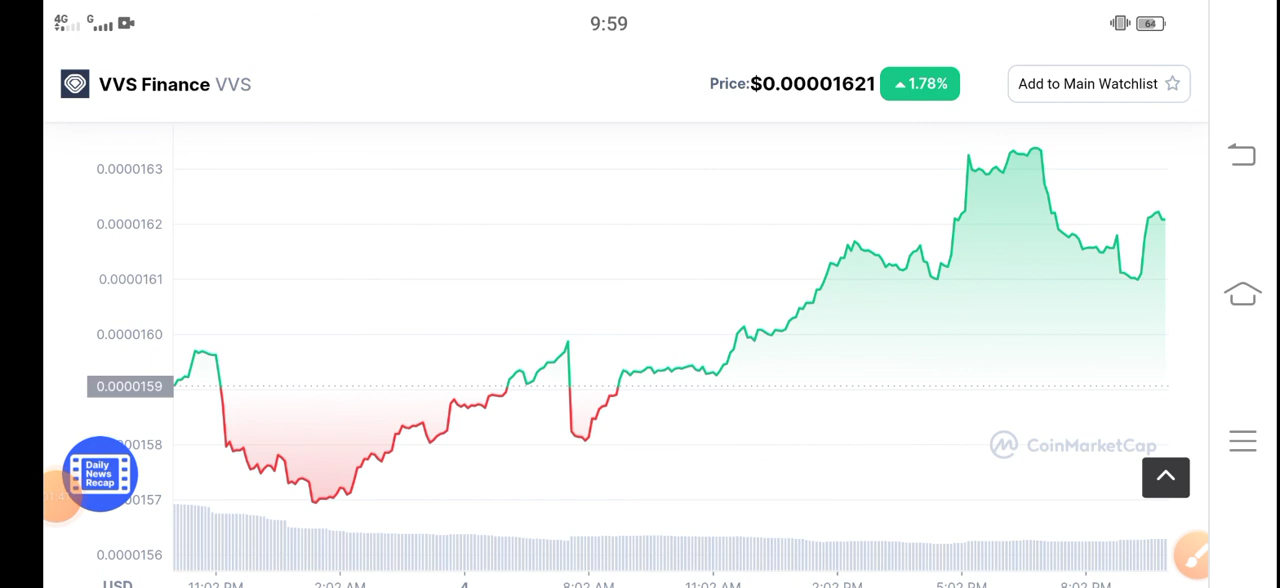 4G G 9:59 64
VVS Finance VVS Price: $0.00001621 1.78% Add to Main Watchlist
0.0000163
0.0000162
0.0000161
0.0000160
0.0000159
0.0000158
CoinMarketCap
Daily
News
Recap
0.0000157
0.0000156
USD 11:02 PM 2:02 AM 4 8:02 AM 11:02 AM 2:02 PM 5:02 PM 8:02 PM